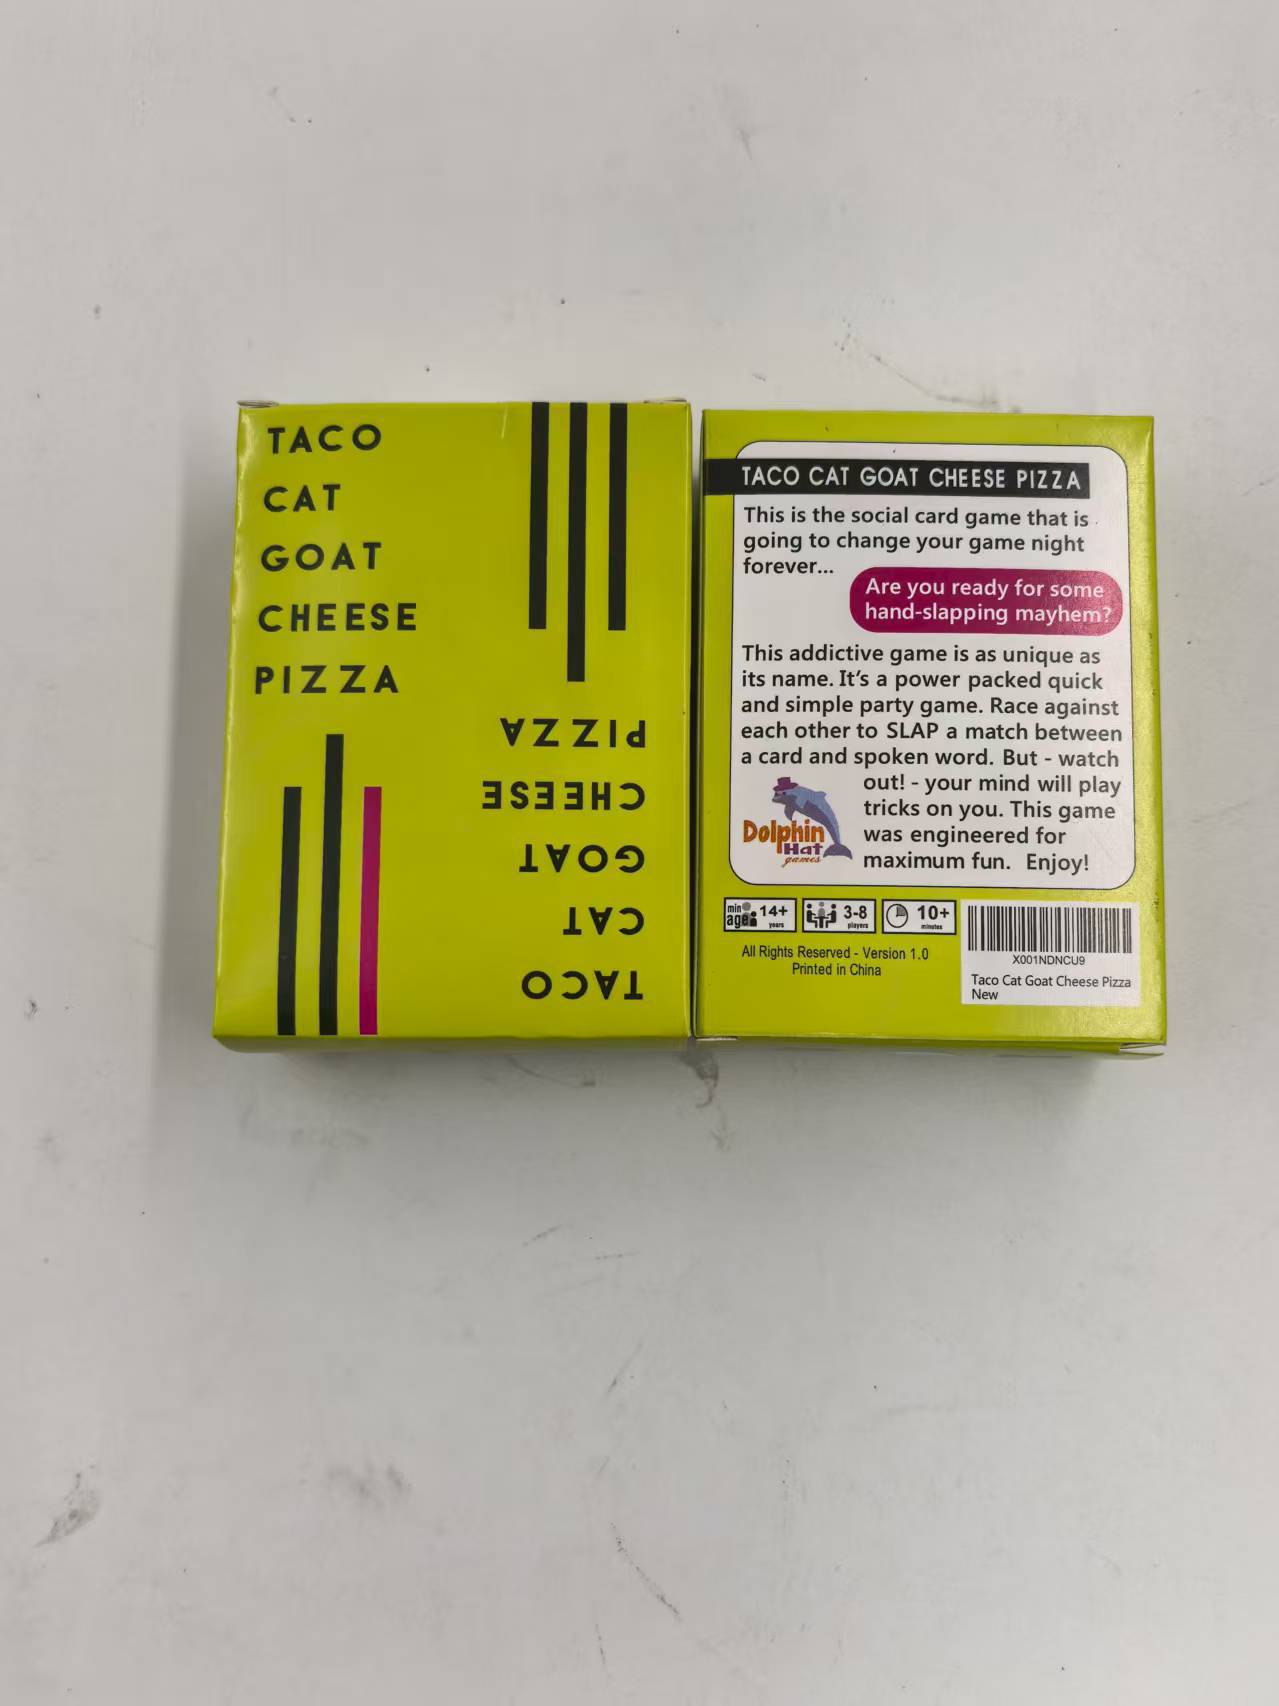 TACO
CAT
GOAT
CHEESE
PIZZA
TACO
CAT
GOAT
CHEESE
PIZZA
TACO CAT GOAT CHEESE PIZZA
This is the social card game that is
going to change your game night
forever...
Are you ready for some
hand-slapping mayhem?
This addictive game is as unique as
its name. It's a power packed quick
and simple party game. Race against
each other to SLAP a match between
a card and spoken word. But - watch
out! - your mind will play
tricks on you. This game
was engineered for
maximum fun. Enjoy!
Dolphin
Hat
games
min age 14+ years
3-8 players
10+ minutes
All Rights Reserved - Version 1.0
Printed in China
X001NDNCU9
Taco Cat Goat Cheese Pizza
New